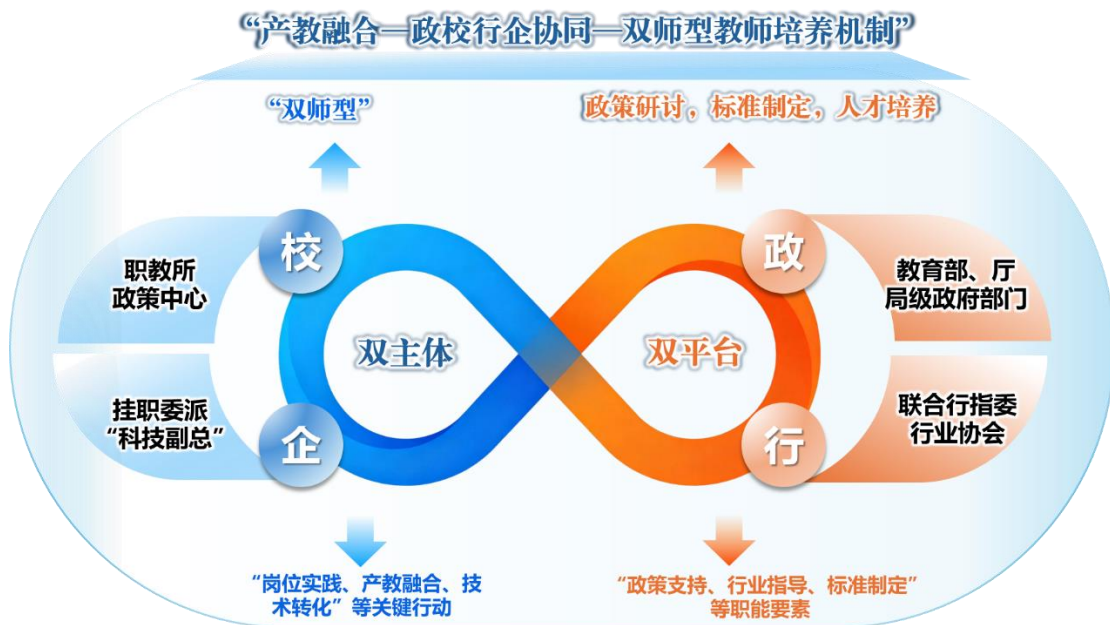 “产教融合—政校行企协同—双师型教师培养机制”
“双师型”
政策研讨，标准制定，人才培养
校
政
职教所
政策中心
教育部、厅
局级政府部门
双主体
双平台
挂职委派
“科技副总”
联合行指委
行业协会
企
行
“岗位实践、产教融合、技
术转化”等关键行动
“政策支持、行业指导、标准制定”
等职能要素